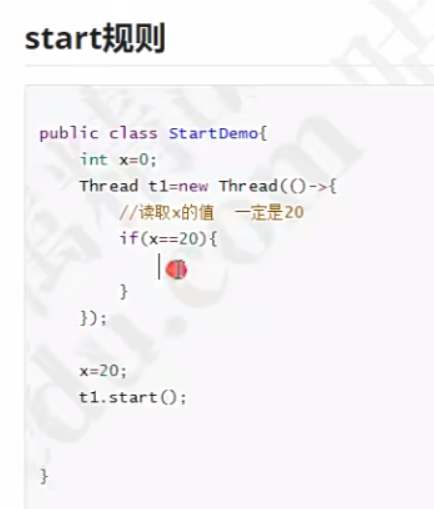 start规则
public class StartDemo{
int x=0;
Thread t1=new Thread(()->{
//读取x的值 一定是20
if(x==20){
}
});
x=20;
t1.start();
}